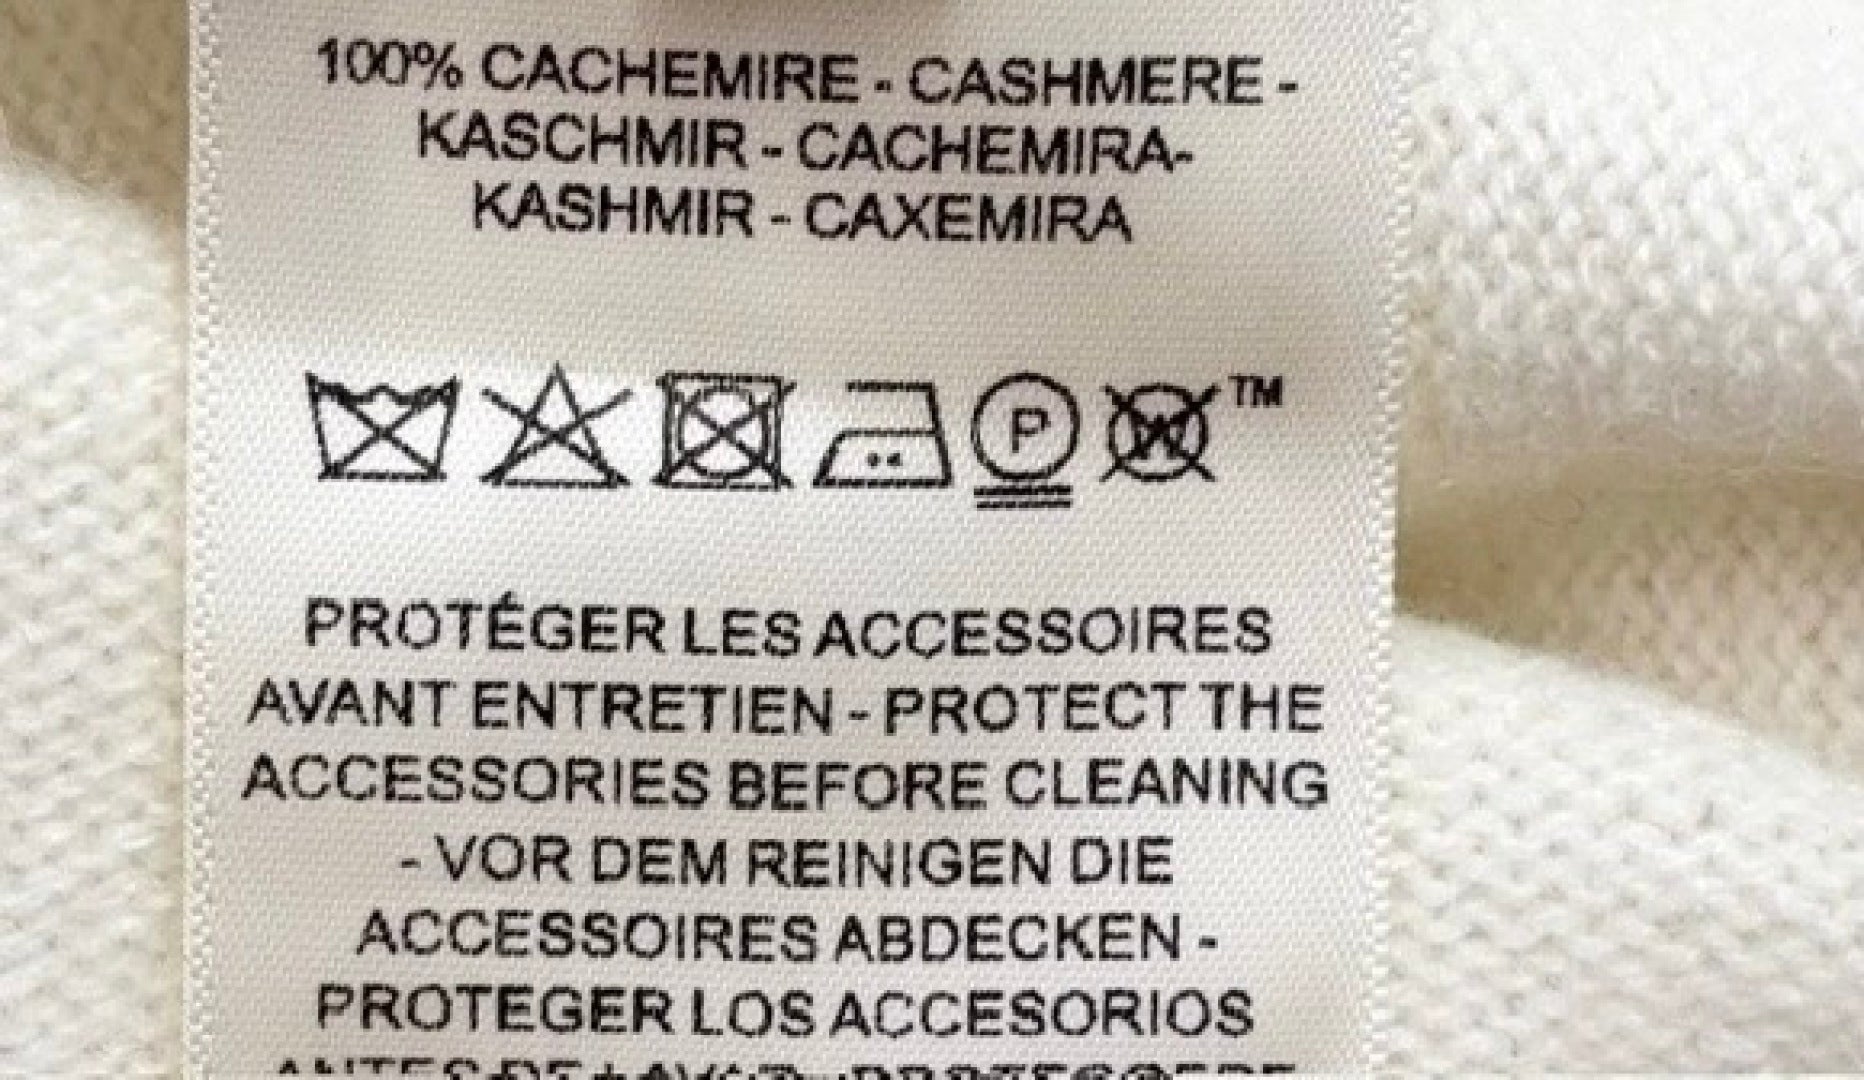 100% CACHEMIRE - CASHMERE -
KASCHMIR - CACHEMIRA-
KASHMIR - CAXEMIRA
P W TM
PROTÉGER LES ACCESSOIRES
AVANT ENTRETIEN - PROTECT THE
ACCESSORIES BEFORE CLEANING
- VOR DEM REINIGEN DIE
ACCESSOIRES ABDECKEN -
PROTEGER LOS ACCESORIOS